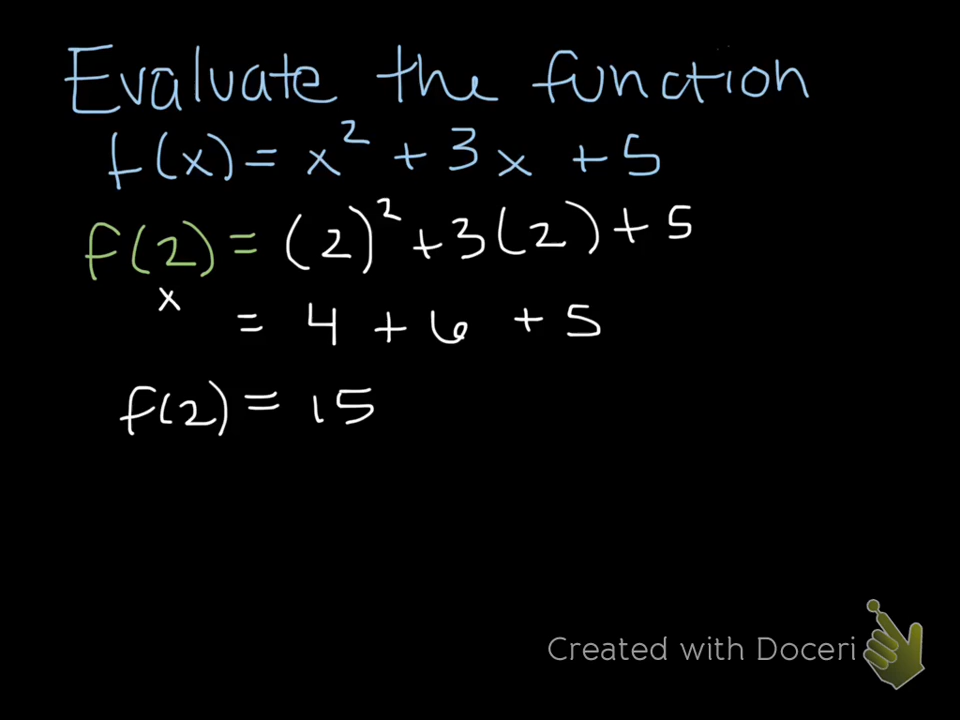 Evaluate the function
f(x) = x² + 3x + 5
f(2) = (2)² + 3(2) + 5
x
= 4 + 6 + 5
f(2) = 15
Created with Doceri